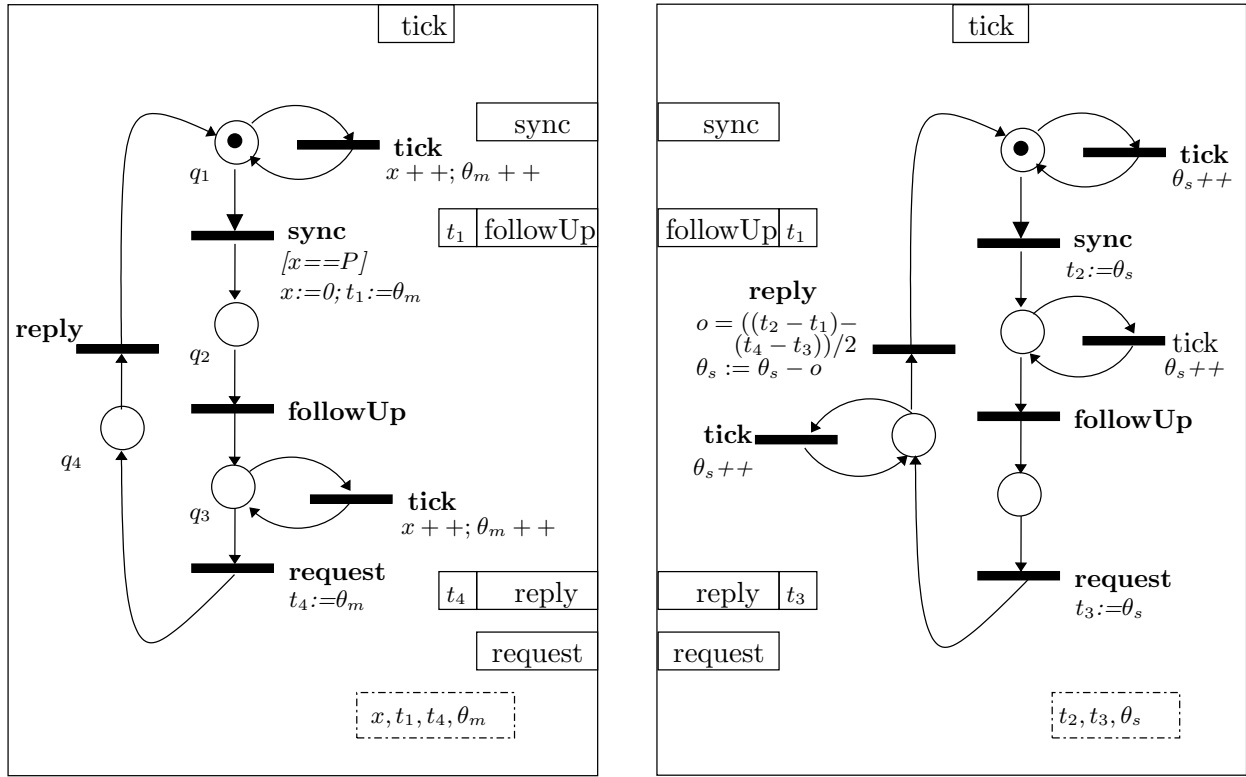 tick
sync
t₁ followUp
tick
x + +; θₘ + +
q₁
sync
[x==P]
x:=0; t₁:=θₘ
reply
q₂
followUp
q₄
q₃
tick
x + +; θₘ + +
request
t₄:=θₘ
t₄ reply
request
x, t₁, t₄, θₘ
tick
sync
followUp t₁
tick
θₛ++
sync
t₂:=θₛ
reply
o = ((t₂ − t₁)−
(t₄ − t₃))/2
θₛ := θₛ − o
tick
θₛ++
followUp
tick
θₛ++
request
t₃:=θₛ
reply t₃
request
t₂, t₃, θₛ